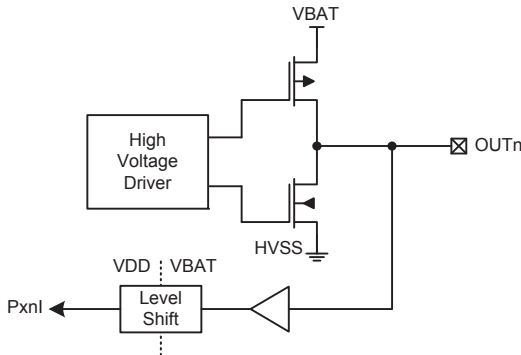 VBAT
High
Voltage
Driver
OUTn
HVSS
VDD
VBAT
PxnI
Level
Shift